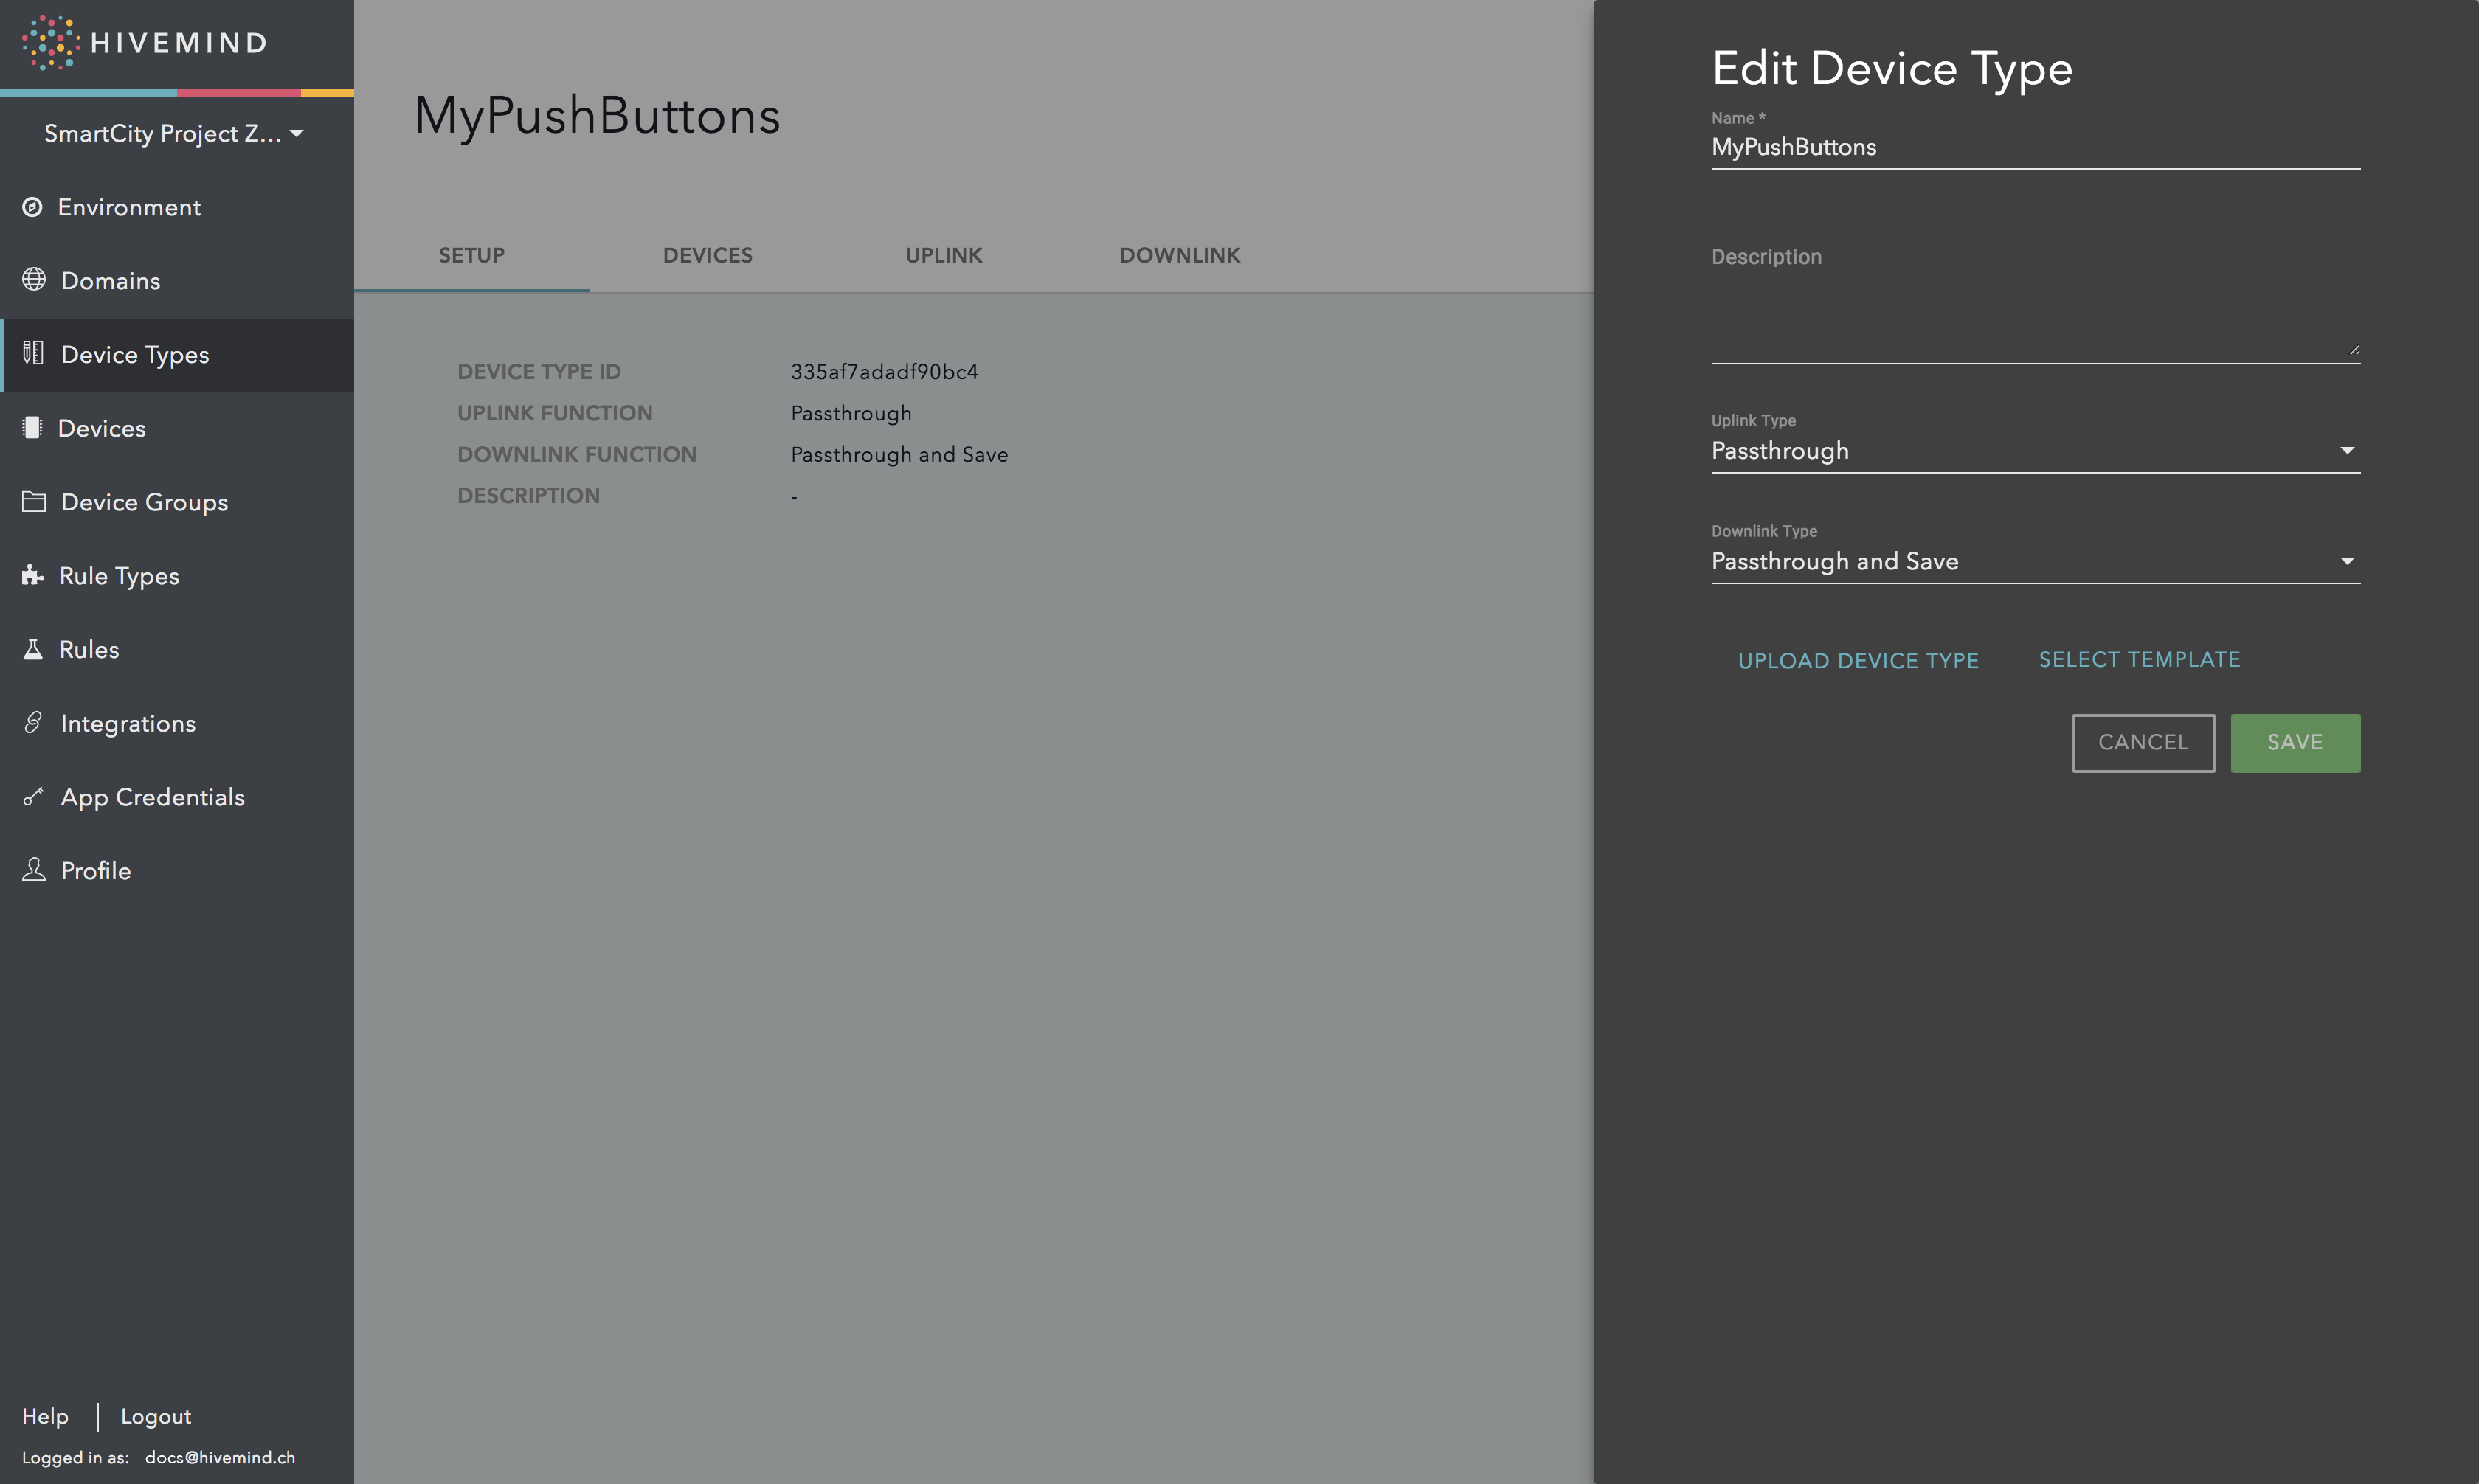 HIVEMIND
SmartCity Project Z...
Environment
Domains
Device Types
Devices
Device Groups
Rule Types
Rules
Integrations
App Credentials
Profile
Help
Logout
Logged in as: docs@hivemind.ch
MyPushButtons
SETUP DEVICES UPLINK DOWNLINK
DEVICE TYPE ID 335af7adadf90bc4
UPLINK FUNCTION Passthrough
DOWNLINK FUNCTION Passthrough and Save
DESCRIPTION -
Edit Device Type
Name *
MyPushButtons
Description
Uplink Type
Passthrough
Downlink Type
Passthrough and Save
UPLOAD DEVICE TYPE SELECT TEMPLATE
CANCEL SAVE